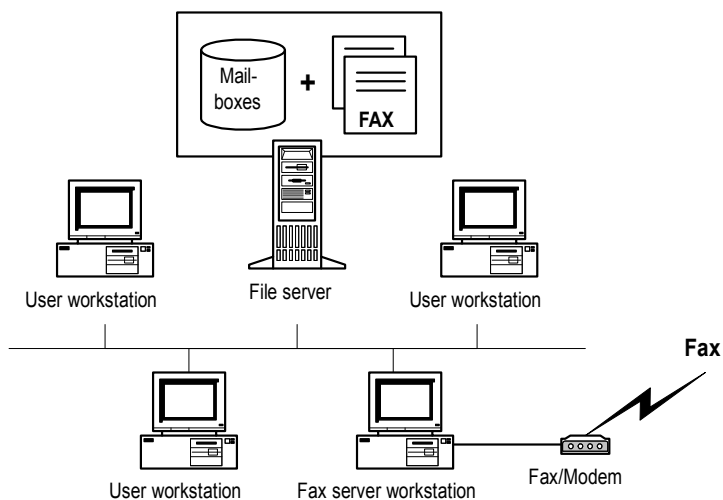 Mail-
boxes
+
FAX
User workstation
File server
User workstation
Fax
User workstation
Fax server workstation
Fax/Modem